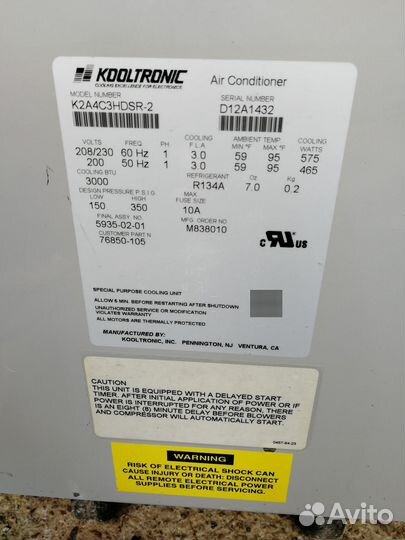 KOOLTRONIC
COOLING EXCELLENCE FOR ELECTRONICS
Air Conditioner
MODEL NUMBER
K2A4C3HDSR-2
SERIAL NUMBER
D12A1432
VOLTS FREQ PH COOLING F.L.A AMBIENT TEMP MIN °F MAX °F COOLING WATTS
208/230 60 Hz 1 3.0 59 95 575
200 50 Hz 1 3.0 59 95 465
COOLING BTU REFRIGERANT Oz Kg
3000 R134A 7.0 0.2
DESIGN PRESSURE P.S.I.G MAX
LOW HIGH FUSE SIZE
150 350 10A
FINAL ASSY. NO. MFG. ORDER NO
5935-02-01 M838010
CUSTOMER PART N
76850-105
c RU US
SPECIAL PURPOSE COOLING UNIT
ALLOW 5 MIN. BEFORE RESTARTING AFTER SHUTDOWN
UNAUTHORIZED SERVICE OR MODIFICATION
VIOLATES WARRANTY
ALL MOTORS ARE THERMALLY PROTECTED
MANUFACTURED BY:
KOOLTRONIC, INC. PENNINGTON, NJ VENTURA, CA
CAUTION
THIS UNIT IS EQUIPPED WITH A DELAYED START
TIMER. AFTER INITIAL APPLICATION OF POWER OR IF
POWER IS INTERRUPTED FOR ANY REASON, THERE
IS AN EIGHT (8) MINUTE DELAY BEFORE BLOWERS
AND COMPRESSOR WILL AUTOMATICALLY START.
0457-84-25
WARNING
RISK OF ELECTRICAL SHOCK CAN
CAUSE INJURY OR DEATH: DISCONNECT
ALL REMOTE ELECTRICAL POWER
SUPPLIES BEFORE SERVICING.
Avito